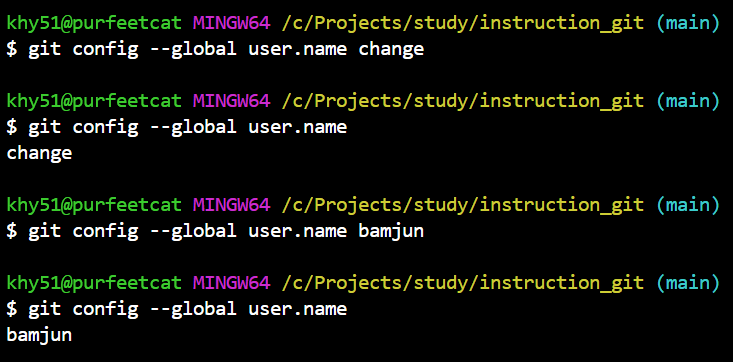 khy51@purfeetcat MINGW64 /c/Projects/study/instruction_git (main)
$ git config --global user.name change
khy51@purfeetcat MINGW64 /c/Projects/study/instruction_git (main)
$ git config --global user.name
change
khy51@purfeetcat MINGW64 /c/Projects/study/instruction_git (main)
$ git config --global user.name bamjun
khy51@purfeetcat MINGW64 /c/Projects/study/instruction_git (main)
$ git config --global user.name
bamjun